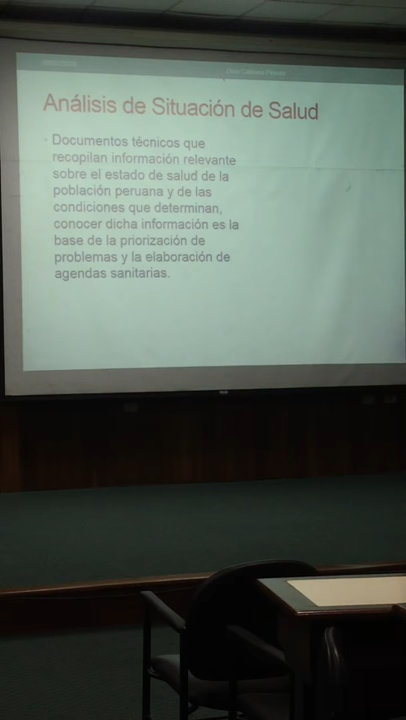 Análisis de Situación de Salud
• Documentos técnicos que
recopilan información relevante
sobre el estado de salud de la
población peruana y de las
condiciones que determinan,
conocer dicha información es la
base de la priorización de
problemas y la elaboración de
agendas sanitarias.